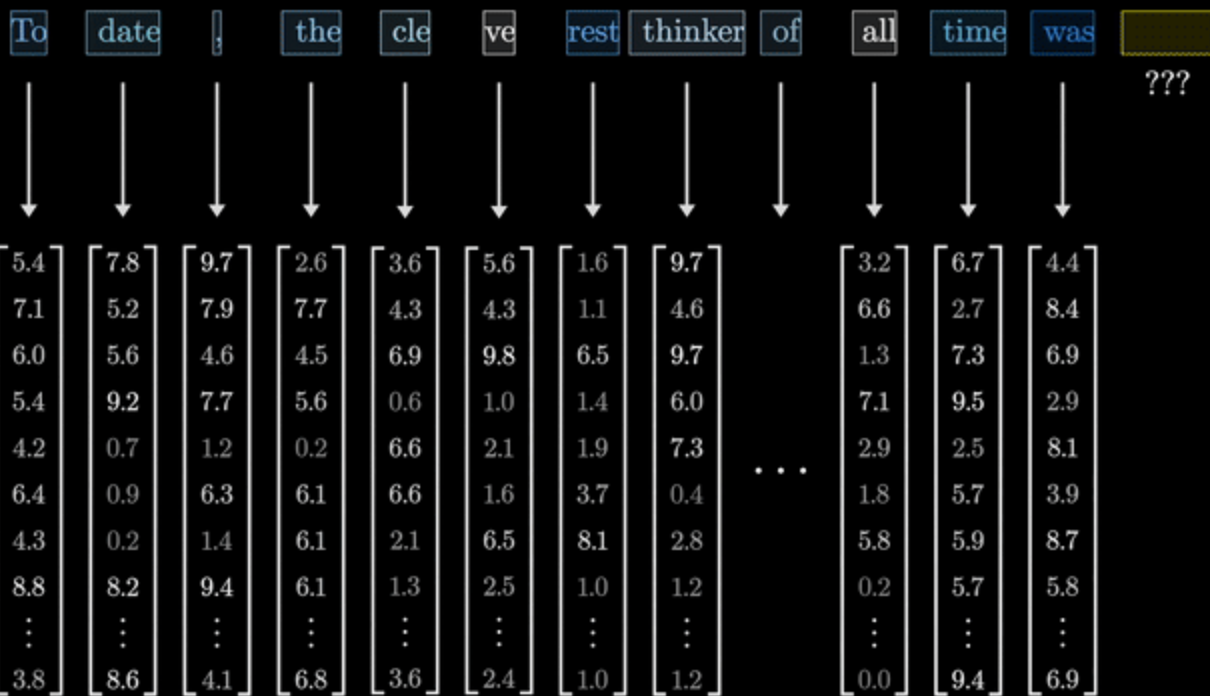 To date , the cle ve rest thinker of all time was
???
5.4 7.8 9.7 2.6 3.6 5.6 1.6 9.7 3.2 6.7 4.4
7.1 5.2 7.9 7.7 4.3 4.3 1.1 4.6 6.6 2.7 8.4
6.0 5.6 4.6 4.5 6.9 9.8 6.5 9.7 1.3 7.3 6.9
5.4 9.2 7.7 5.6 0.6 1.0 1.4 6.0 7.1 9.5 2.9
4.2 0.7 1.2 0.2 6.6 2.1 1.9 7.3 ... 2.9 2.5 8.1
6.4 0.9 6.3 6.1 6.6 1.6 3.7 0.4 1.8 5.7 3.9
4.3 0.2 1.4 6.1 2.1 6.5 8.1 2.8 5.8 5.9 8.7
8.8 8.2 9.4 6.1 1.3 2.5 1.0 1.2 0.2 5.7 5.8
⋮ ⋮ ⋮ ⋮ ⋮ ⋮ ⋮ ⋮ ⋮ ⋮ ⋮
3.8 8.6 4.1 6.8 3.6 2.4 1.0 1.2 0.0 9.4 6.9